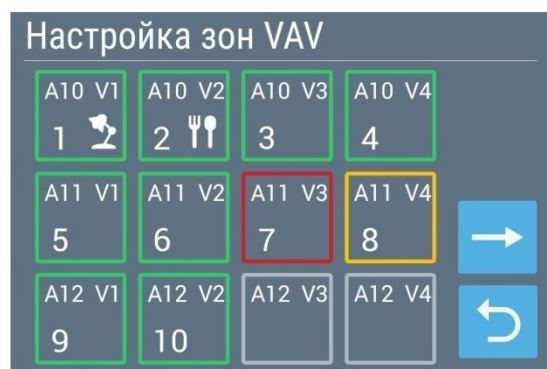 Настройка зон VAV
A10 V1 A10 V2 A10 V3 A10 V4
1 2 3 4
A11 V1 A11 V2 A11 V3 A11 V4
5 6 7 8
A12 V1 A12 V2 A12 V3 A12 V4
9 10